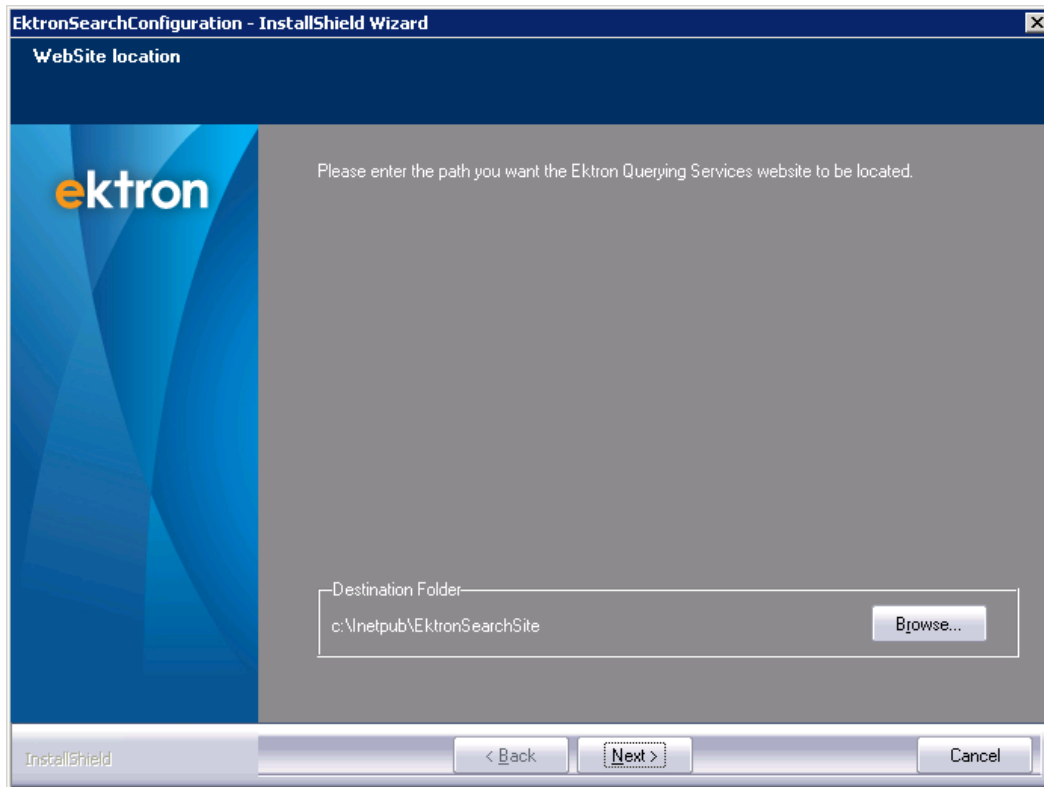 EktronSearchConfiguration - InstallShield Wizard
WebSite location
ektron
Please enter the path you want the Ektron Querying Services website to be located.
Destination Folder
c:\Inetpub\EktronSearchSite
Browse...
InstallShield
< Back
Next >
Cancel